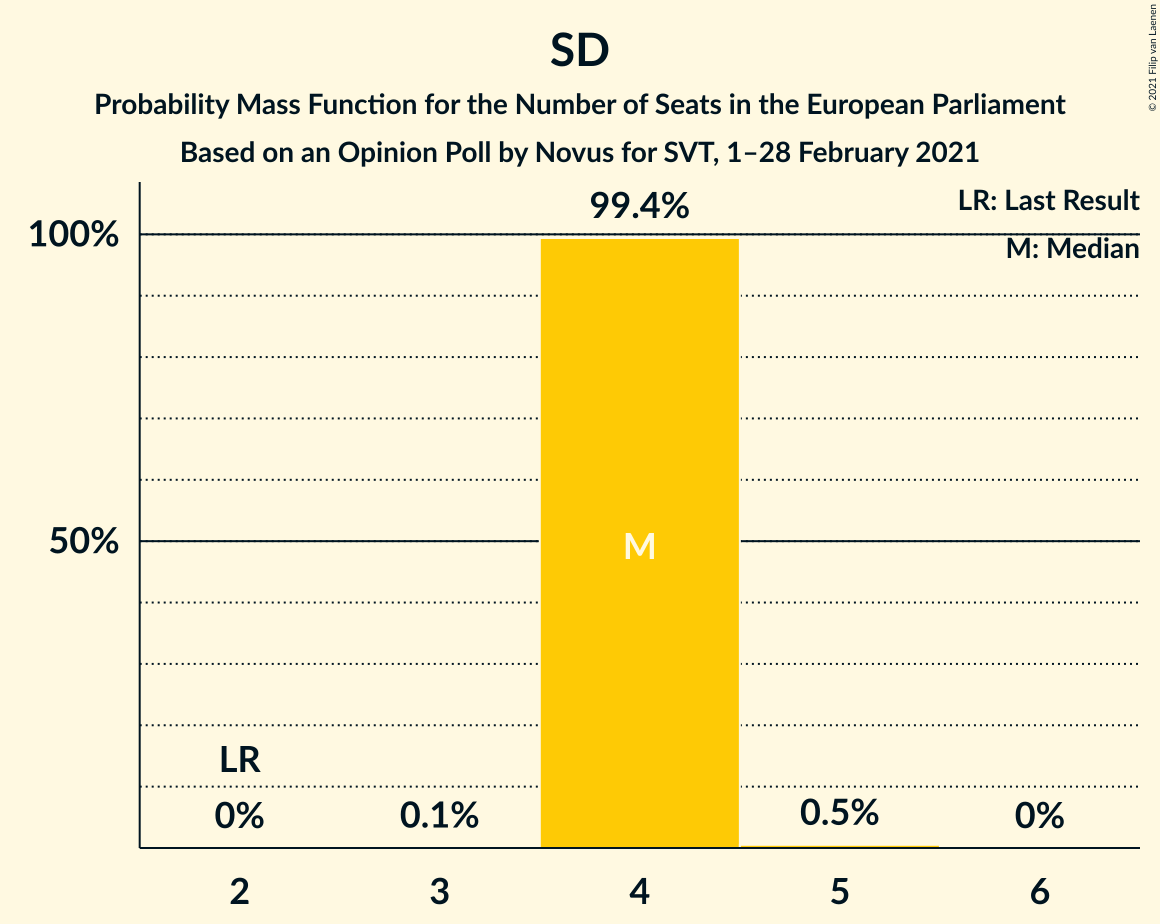 SD
Probability Mass Function for the Number of Seats in the European Parliament
Based on an Opinion Poll by Novus for SVT, 1–28 February 2021
© 2021 Filip van Laenen
LR: Last Result
M: Median
99.4%
100%
50%
M
LR
0%
0.1%
0.5%
0%
2
3
4
5
6